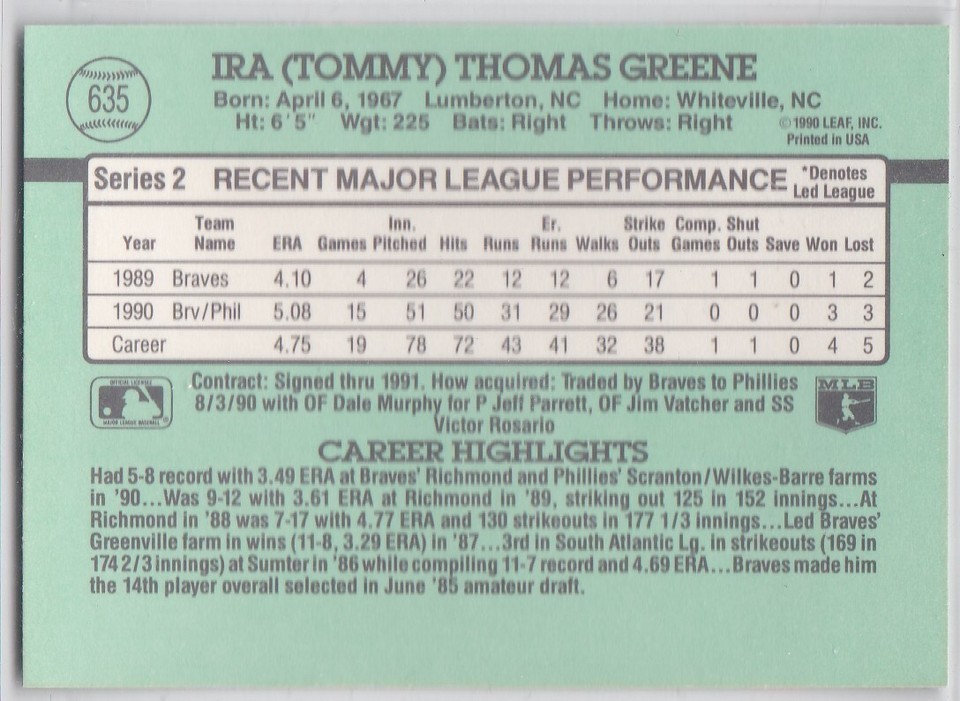 635
IRA (TOMMY) THOMAS GREENE
Born: April 6, 1967 Lumberton, NC Home: Whiteville, NC
Ht: 6'5" Wgt: 225 Bats: Right Throws: Right
©1990 LEAF, INC.
Printed in USA
Series 2 RECENT MAJOR LEAGUE PERFORMANCE *Denotes Led League
Year Team Name ERA Games Inn. Pitched Hits Runs Er. Runs Walks Strike Outs Comp. Games Shut Outs Save Won Lost
1989 Braves 4.10 4 26 22 12 12 6 17 1 1 0 1 2
1990 Brv/Phil 5.08 15 51 50 31 29 26 21 0 0 0 3 3
Career 4.75 19 78 72 43 41 32 38 1 1 0 4 5
OFFICIAL LICENSEE
MAJOR LEAGUE BASEBALL
Contract: Signed thru 1991. How acquired: Traded by Braves to Phillies
8/3/90 with OF Dale Murphy for P Jeff Parrett, OF Jim Vatcher and SS
Victor Rosario
MLB
CAREER HIGHLIGHTS
Had 5-8 record with 3.49 ERA at Braves' Richmond and Phillies' Scranton/Wilkes-Barre farms
in '90...Was 9-12 with 3.61 ERA at Richmond in '89, striking out 125 in 152 innings...At
Richmond in '88 was 7-17 with 4.77 ERA and 130 strikeouts in 177 1/3 innings...Led Braves'
Greenville farm in wins (11-8, 3.29 ERA) in '87...3rd in South Atlantic Lg. in strikeouts (169 in
174 2/3 innings) at Sumter in '86 while compiling 11-7 record and 4.69 ERA...Braves made him
the 14th player overall selected in June '85 amateur draft.